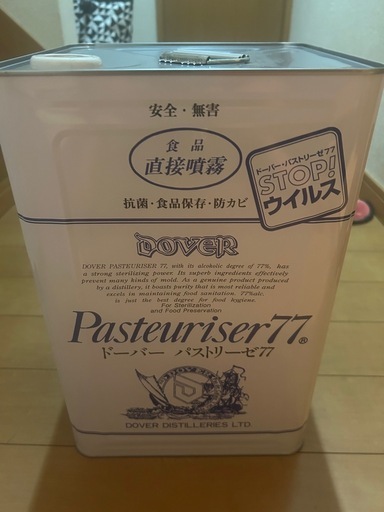 安全・無害
食品
直接噴霧
ドーバー・パストリーゼ77
STOP!
ウイルス
抗菌・食品保存・防カビ
DOVER
DOVER PASTEURISER 77, with its alcoholic degree of 77%, has
a strong sterilizing power. Its superb ingredients effectively
prevent many kinds of mold. As a genuine product produced
by a distillery, it boasts purity that is most reliable and
excels in maintaining food sanitation. 77%alc.
is just the best degree for food hygiene.
For Sterilization
and Food Preservation
Pasteuriser77®
ドーバー パストリーゼ77
DOVER DISTILLERIES LTD